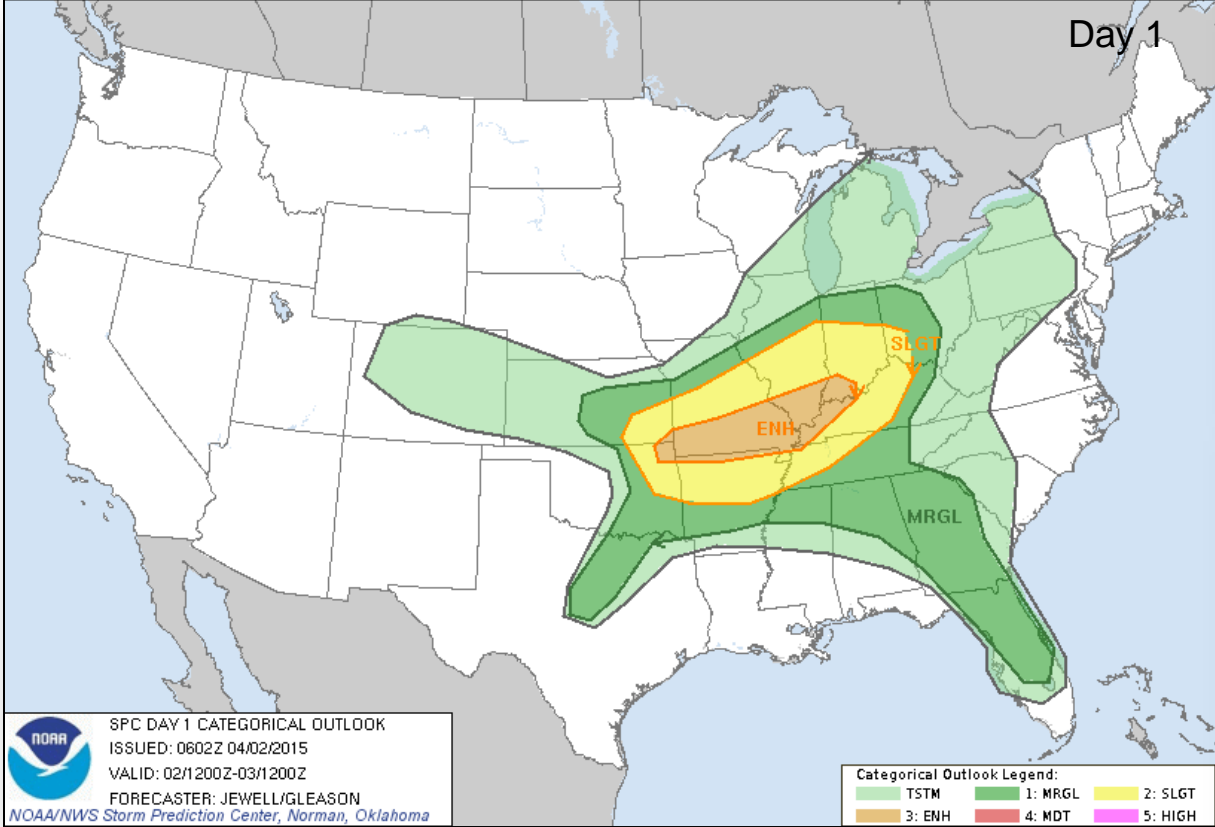 Day 1
SLGT
ENH
MRGL
NOAA
SPC DAY 1 CATEGORICAL OUTLOOK
ISSUED: 0602Z 04/02/2015
VALID: 02/1200Z-03/1200Z
FORECASTER: JEWELL/GLEASON
NOAA/NWS Storm Prediction Center, Norman, Oklahoma
Categorical Outlook Legend:
TSTM 1: MRGL 2: SLGT
3: ENH 4: MDT 5: HIGH